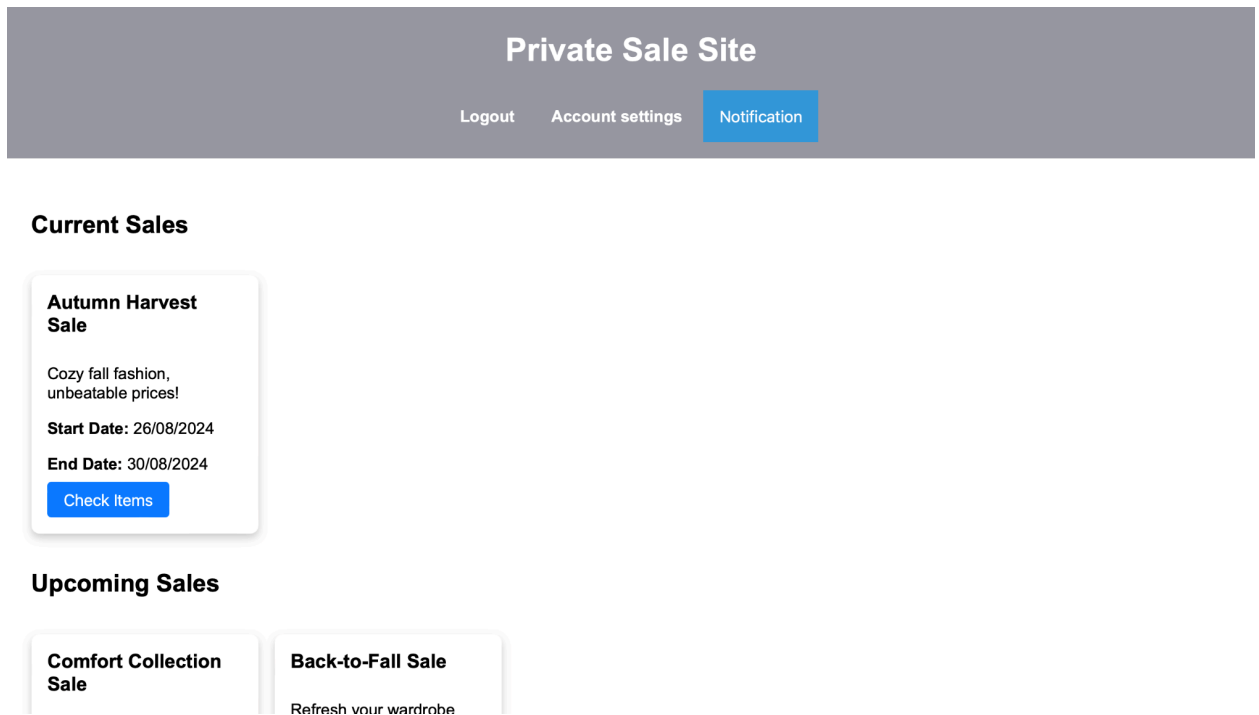 Private Sale Site
Logout Account settings Notification
Current Sales
Autumn Harvest
Sale
Cozy fall fashion,
unbeatable prices!
Start Date: 26/08/2024
End Date: 30/08/2024
Check Items
Upcoming Sales
Comfort Collection
Sale
Back-to-Fall Sale
Refresh your wardrobe